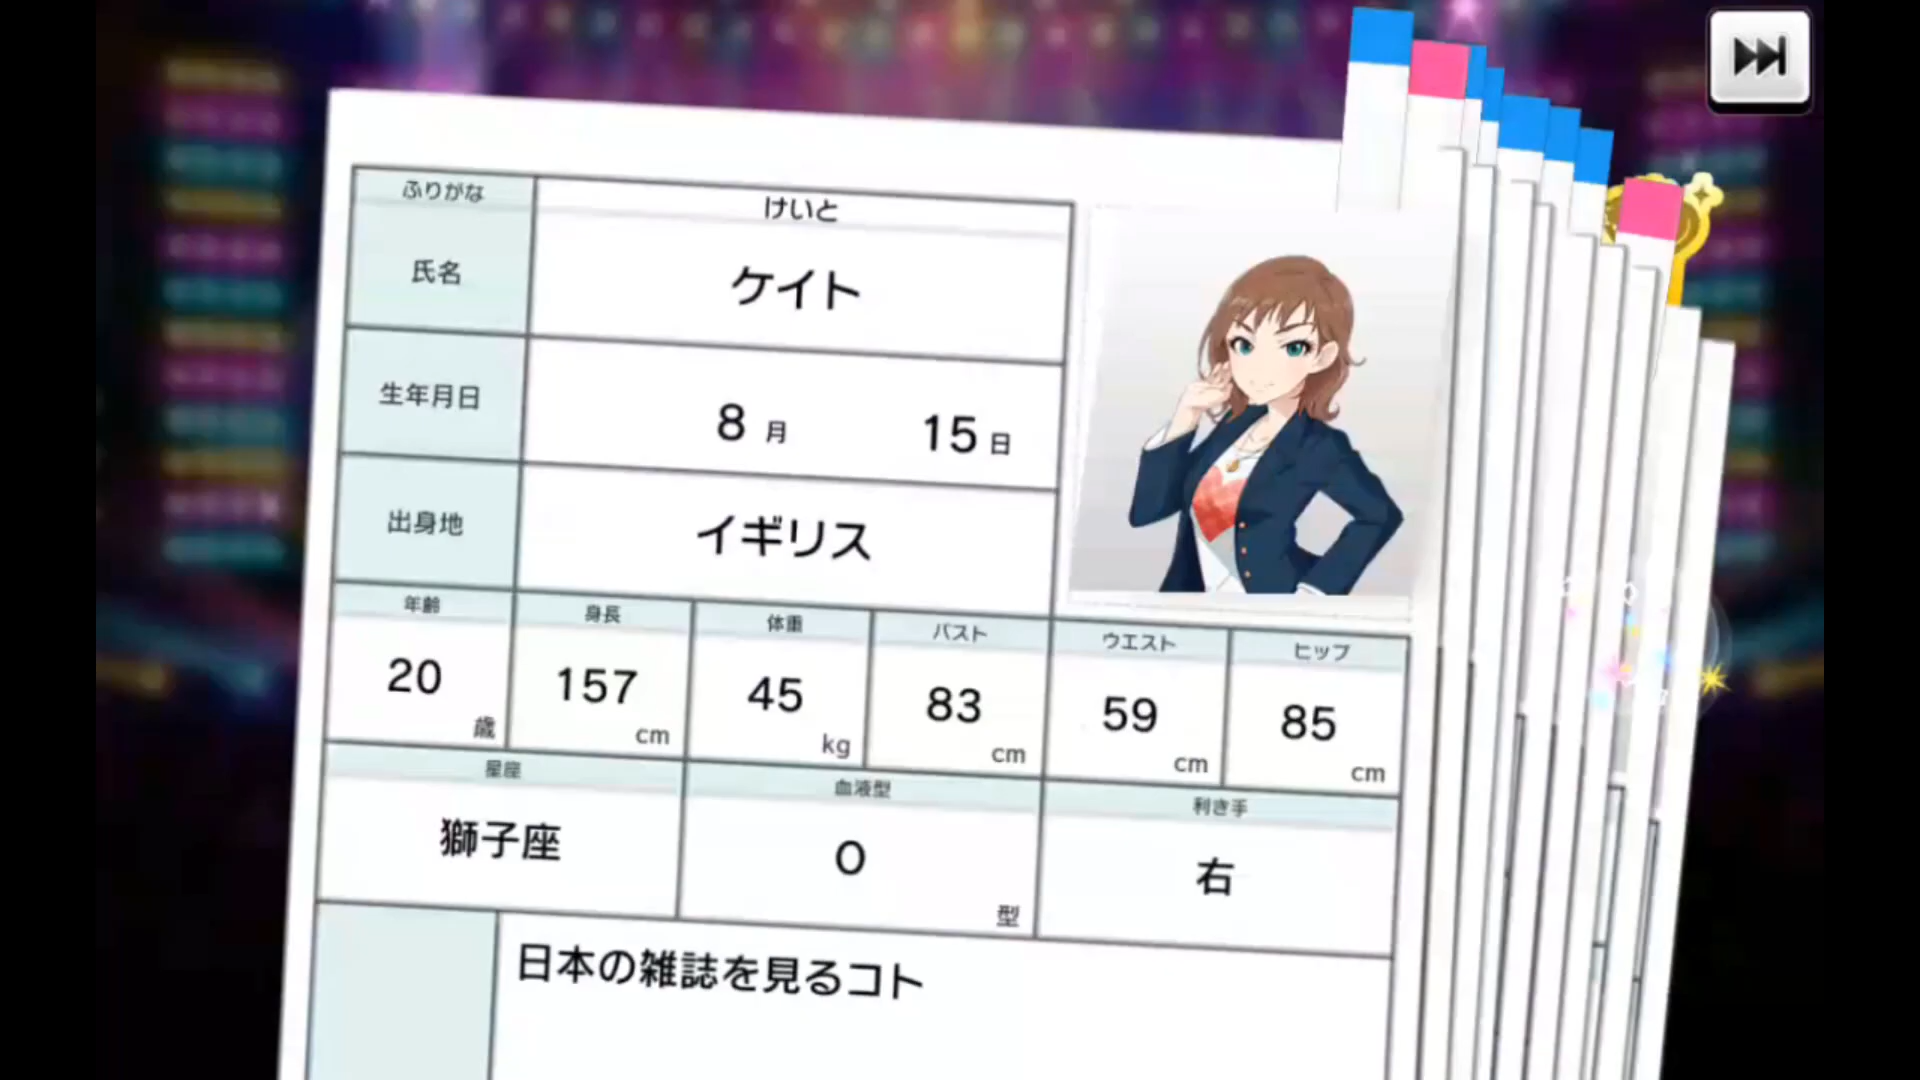 ふりがな
けいと
氏名
ケイト
生年月日
8 月 15 日
出身地
イギリス
年齢 身長 体重 バスト ウエスト ヒップ
20 歳 157 cm 45 kg 83 cm 59 cm 85 cm
星座 血液型 利き手
獅子座 O 型 右
日本の雑誌を見るコト